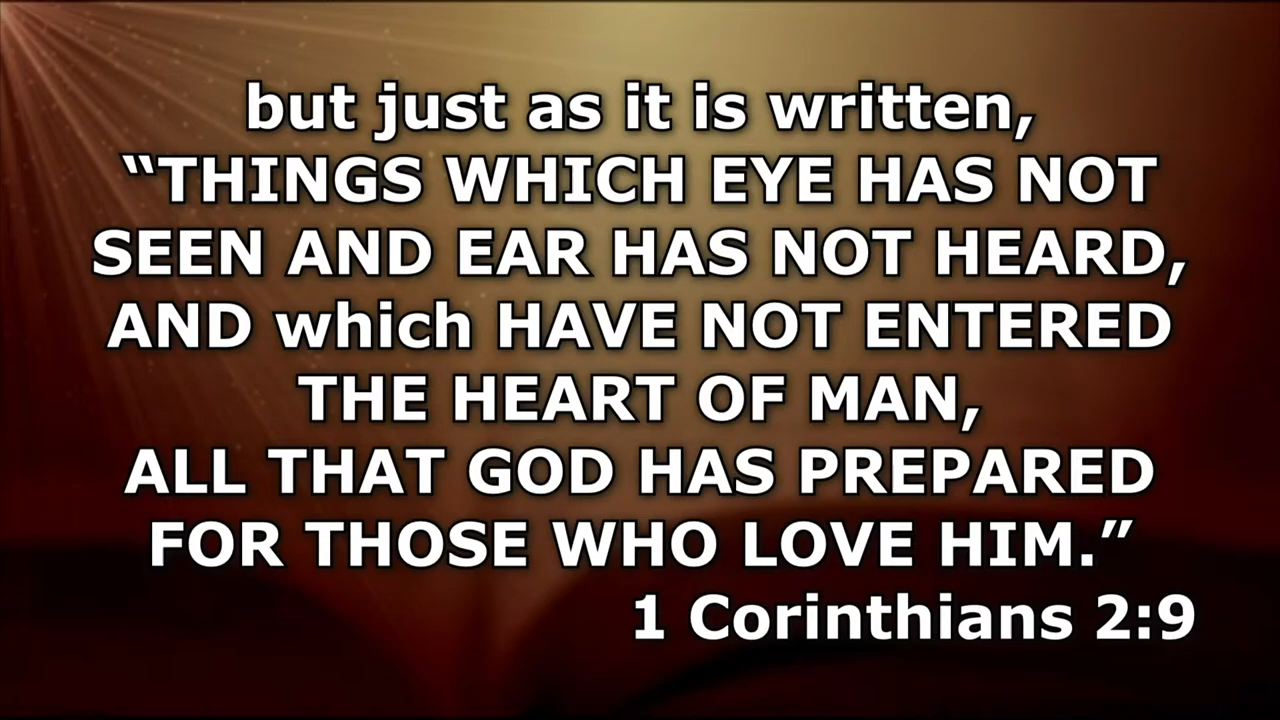 but just as it is written,
“THINGS WHICH EYE HAS NOT
SEEN AND EAR HAS NOT HEARD,
AND which HAVE NOT ENTERED
THE HEART OF MAN,
ALL THAT GOD HAS PREPARED
FOR THOSE WHO LOVE HIM.”
1 Corinthians 2:9